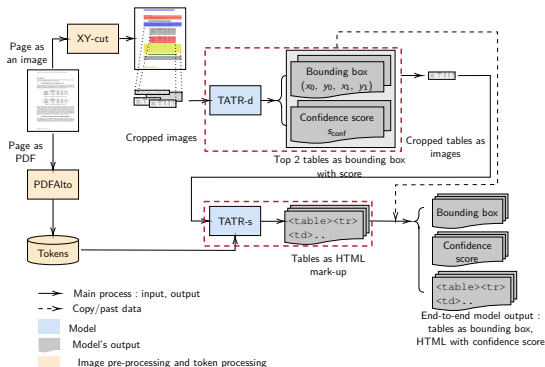 Page as
an image
XY-cut
Page as
PDF
PDFAlto
Tokens
Cropped images
TATR-d
Bounding box
(x₀, y₀, x₁, y₁)
Confidence score
s_conf
Top 2 tables as bounding box
with score
Cropped tables as
images
TATR-s
<table><tr>
<td>..
Tables as HTML
mark-up
Bounding box
Confidence
score
<table><tr>
<td>..
End-to-end model output :
tables as bounding box,
HTML with confidence score
Main process : input, output
Copy/past data
Model
Model's output
Image pre-processing and token processing